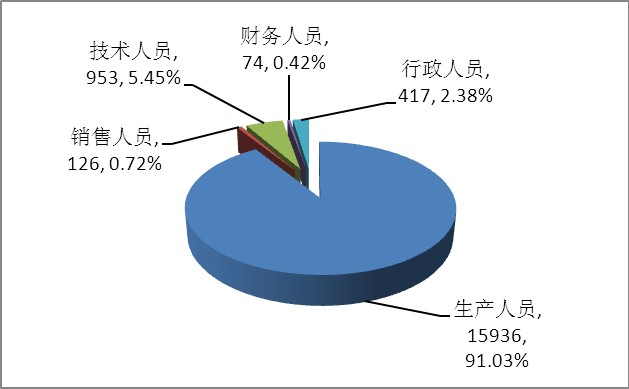 财务人员,
74, 0.42%
技术人员,
953, 5.45%
行政人员,
417, 2.38%
销售人员,
126, 0.72%
生产人员,
15936,
91.03%